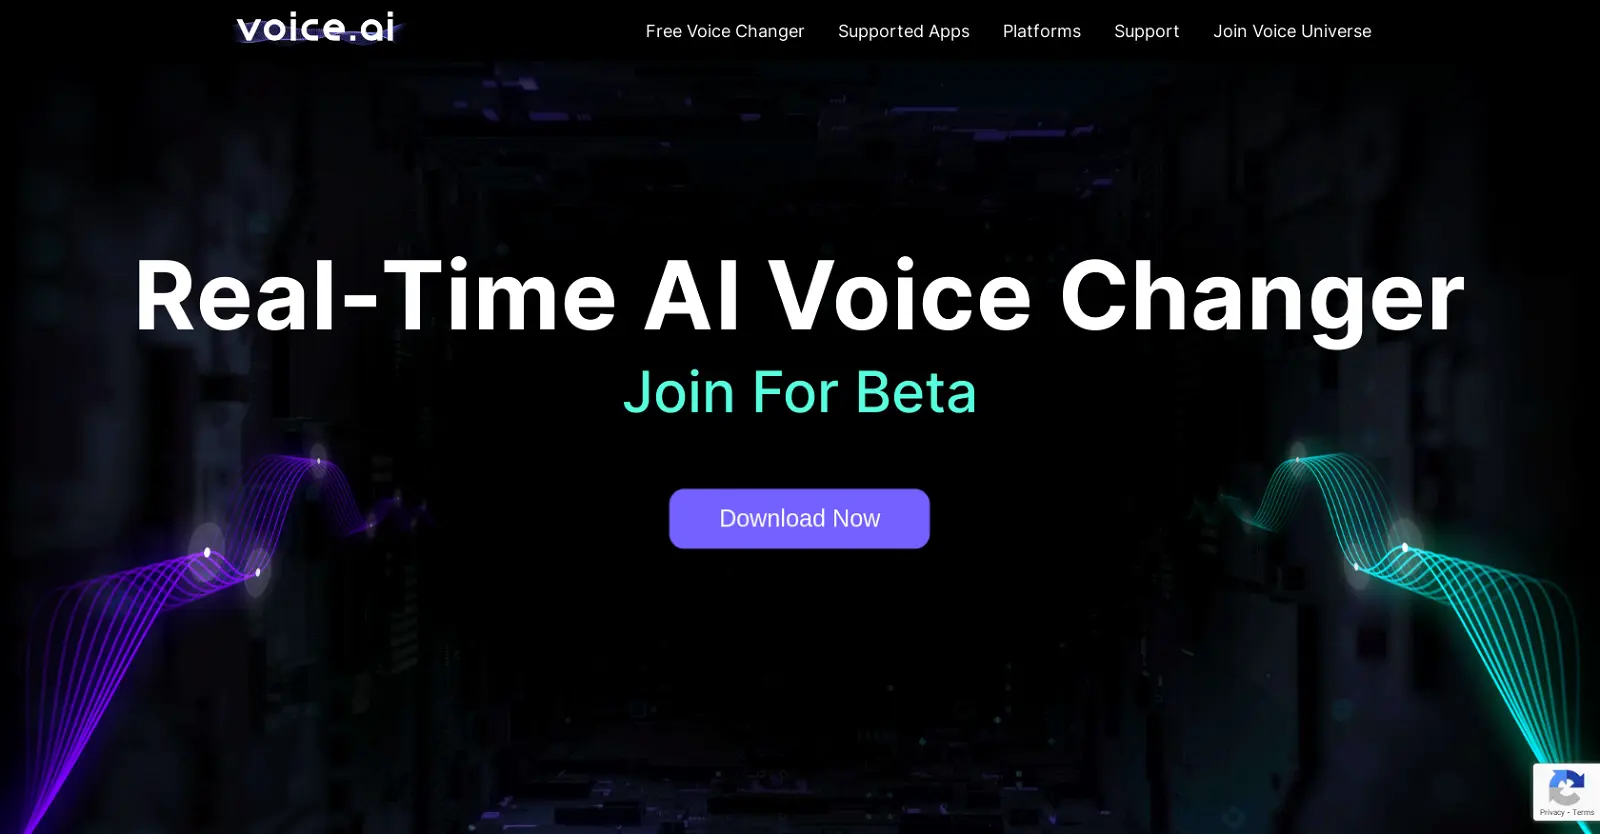 voice.ai
Free Voice Changer
Supported Apps
Platforms
Support
Join Voice Universe
Real-Time AI Voice Changer
Join For Beta
Download Now
Privacy - Terms